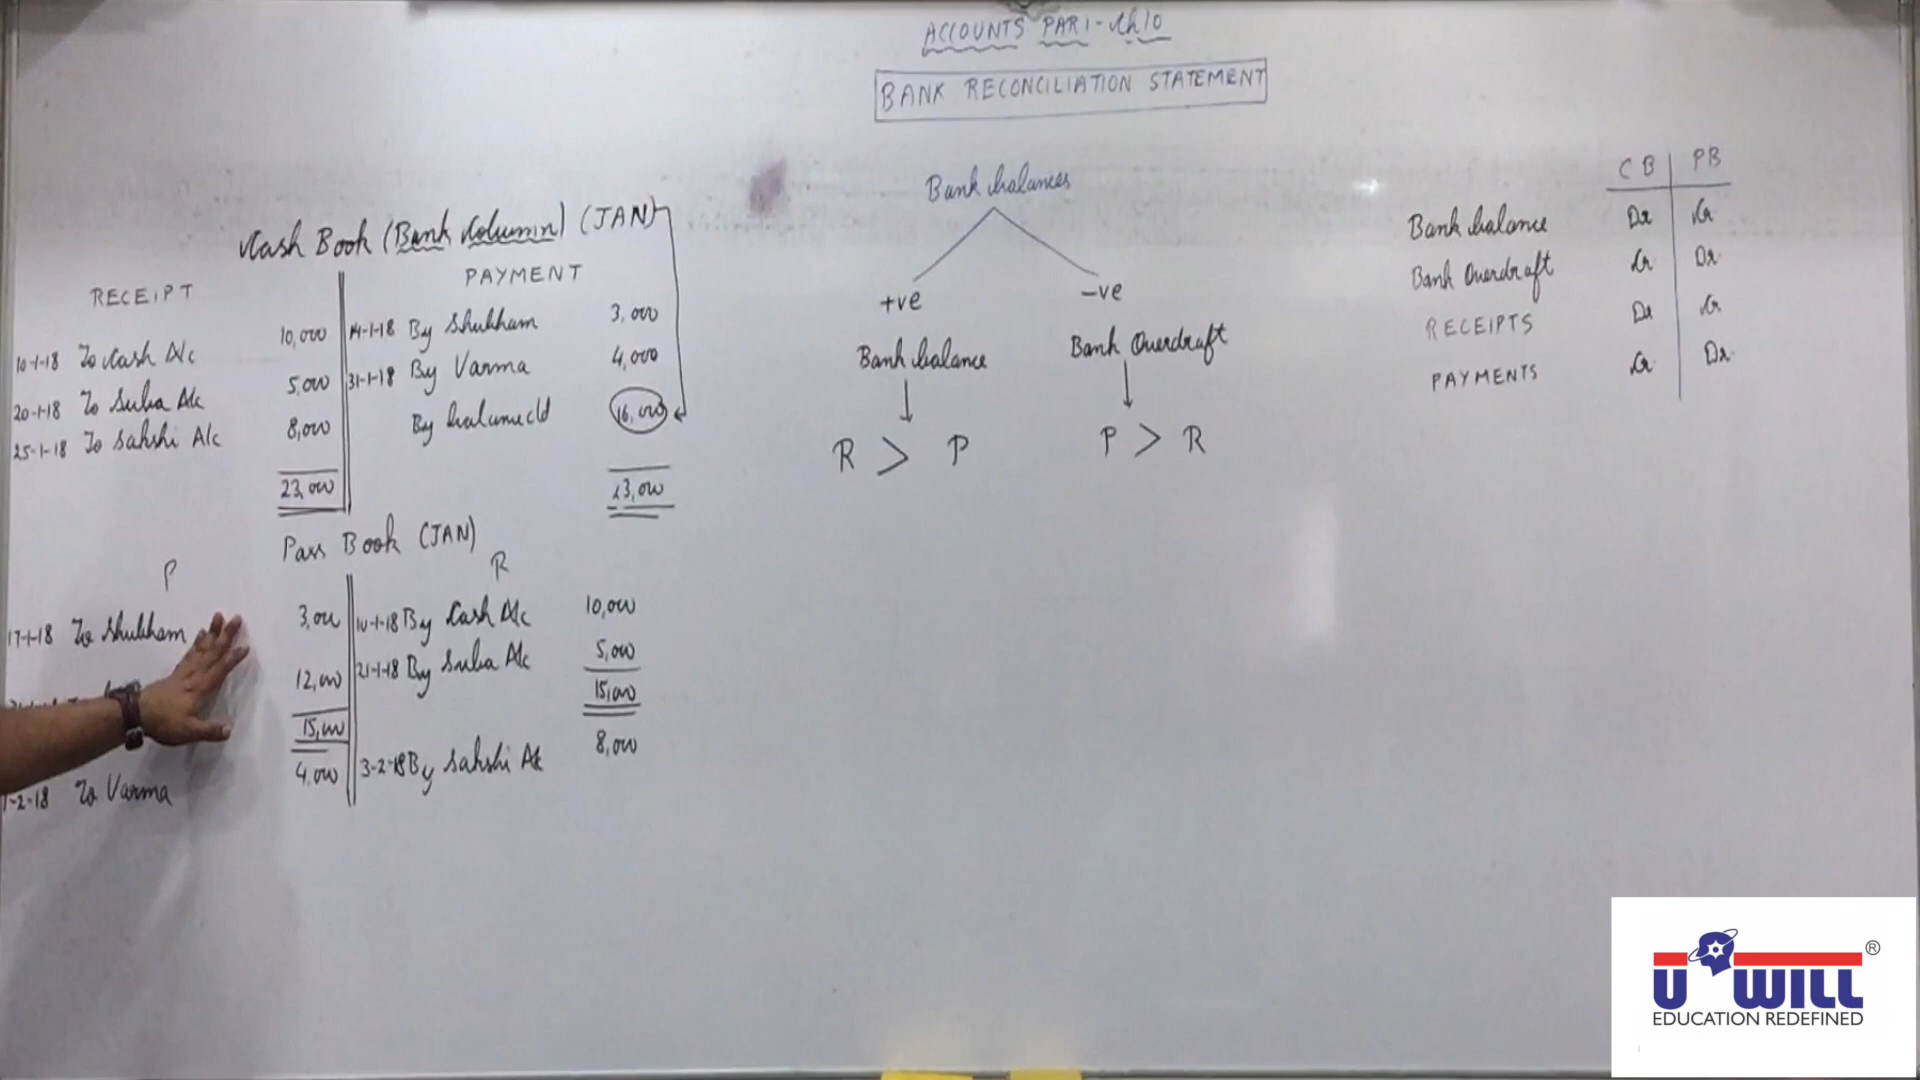 ACCOUNTS PART - Ch 10
BANK RECONCILIATION STATEMENT
Cash Book (Bank Column) (JAN)
RECEIPT PAYMENT
10-1-18 To Cash A/c 10,000 14-1-18 By Shubham 3,000
20-1-18 To Suba A/c 5,000 31-1-18 By Varma 4,000
25-1-18 To Sakshi A/c 8,000 By balance c/d 16,000
23,000 23,000
Pass Book (JAN)
P R
17-1-18 To Shubham 3,000 10-1-18 By Cash A/c 10,000
12,000 21-1-18 By Suba A/c 5,000
15,000 15,000
1-2-18 To Varma 4,000 3-2-18 By Sakshi A/c 8,000
Bank balances
+ve -ve
Bank balance Bank Overdraft
R > P P > R
CB PB
Bank balance Dr Cr
Bank Overdraft Cr Dr
RECEIPTS Dr Cr
PAYMENTS Cr Dr
U WILL ®
EDUCATION REDEFINED